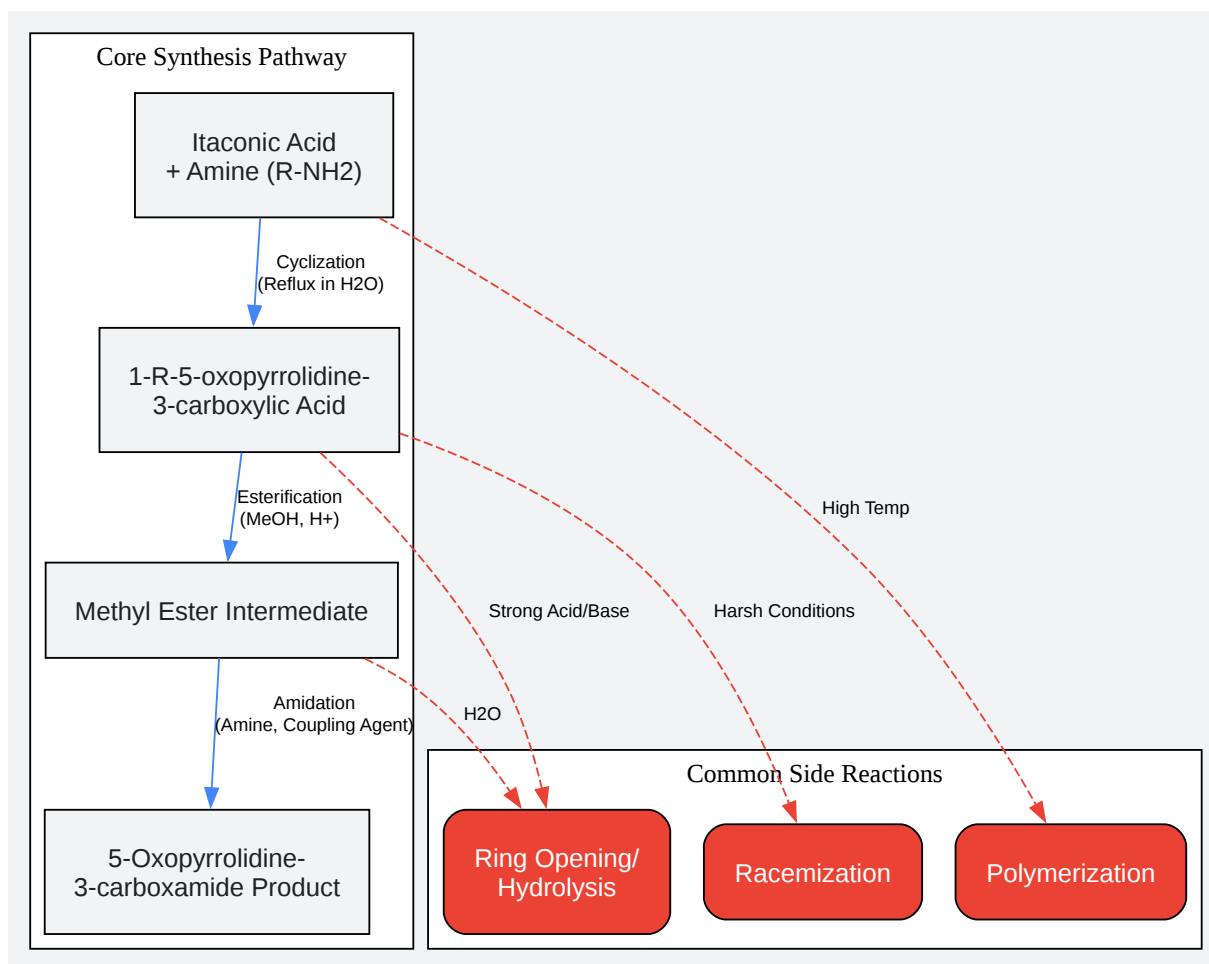 Core Synthesis Pathway
Itaconic Acid
+ Amine (R-NH2)
Cyclization
(Reflux in H2O)
1-R-5-oxopyrrolidine-
3-carboxylic Acid
Esterification
(MeOH, H+)
High Temp
Methyl Ester Intermediate
Strong Acid/Base
Harsh Conditions
Amidation
(Amine, Coupling Agent)
H2O
Common Side Reactions
5-Oxopyrrolidine-
3-carboxamide Product
Ring Opening/
Hydrolysis
Racemization
Polymerization